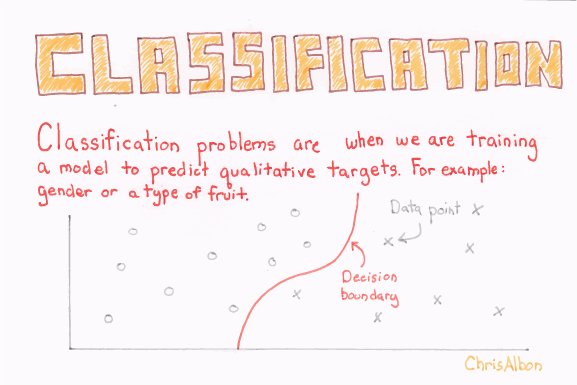 CLASSIFICATION
Classification problems are when we are training
a model to predict qualitative targets. For example:
gender or a type of fruit.
Data point
Decision
boundary
ChrisAlbon